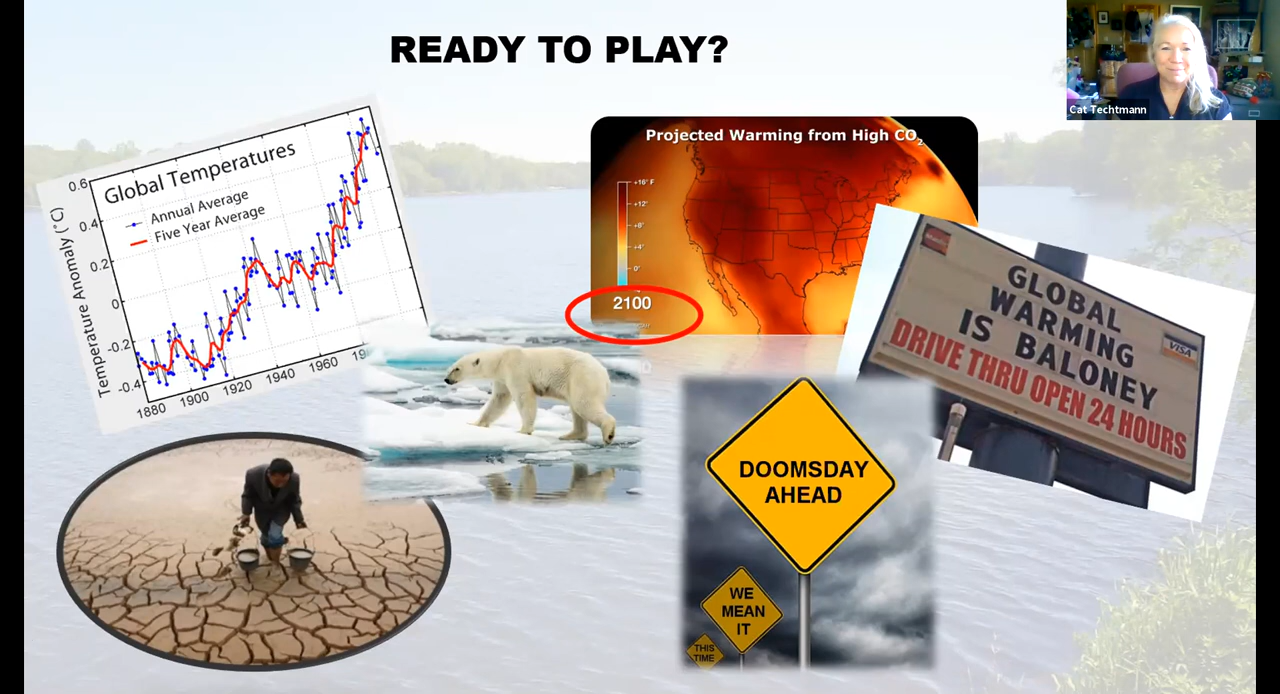 READY TO PLAY?
Cat Techtmann
Global Temperatures
Annual Average
Five Year Average
Temperature Anomaly (°C)
0.6
0.4
0.2
0
-0.2
-0.4
1880
1900
1920
1940
1960
Projected Warming from High CO₂
+16° F
+12°
+8°
+4°
0°
2100
GLOBAL
WARMING
IS BALONEY
DRIVE THRU OPEN 24 HOURS
VISA
DOOMSDAY
AHEAD
WE
MEAN
IT
THIS
TIME